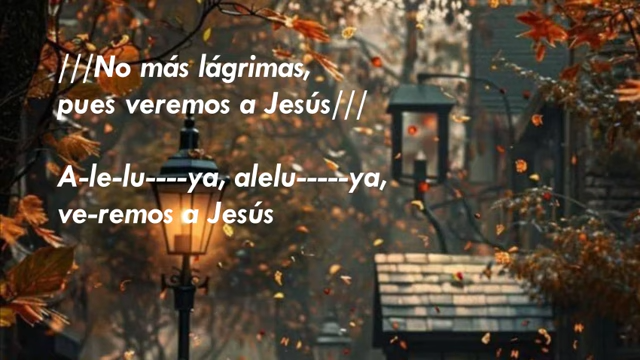 ///No más lágrimas,
pues veremos a Jesús///
A-le-lu----ya, alelu-----ya,
ve-remos a Jesús